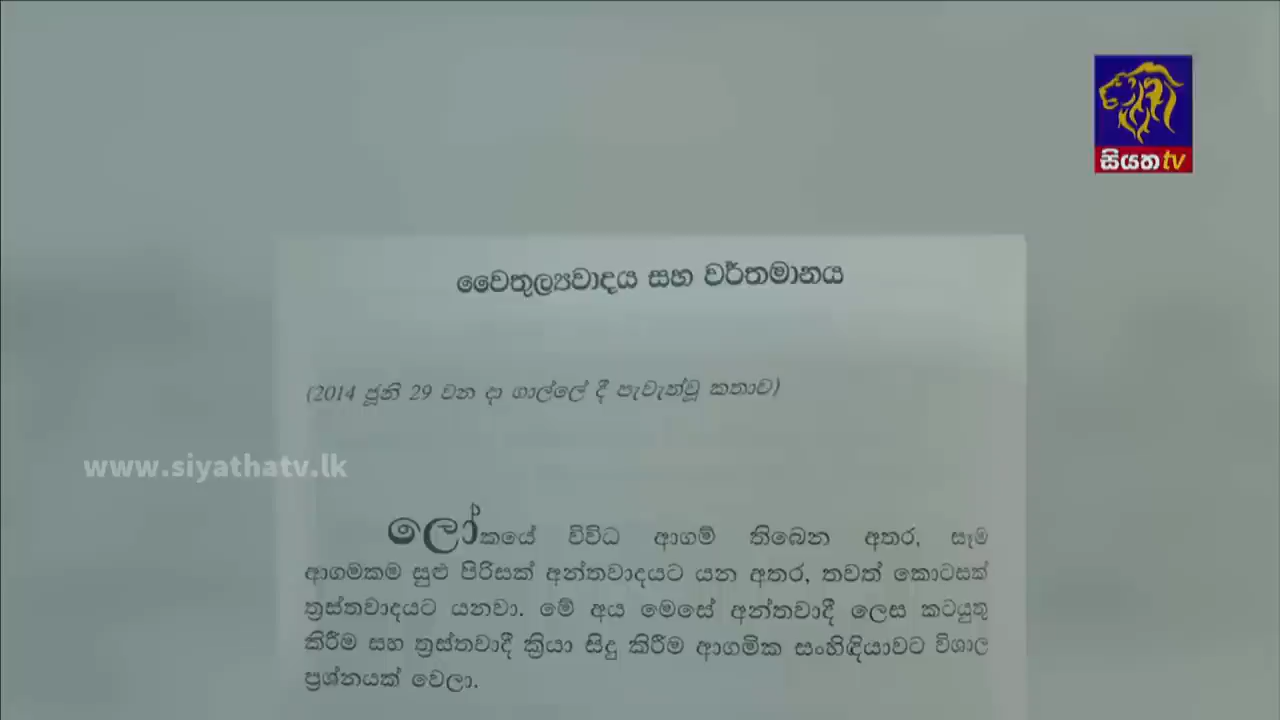 සියත tv
වෛතුල්‍යවාදය සහ වර්තමානය
(2014 ජූනි 29 වන දා ගාල්ලේ දී පැවැත්වූ කතාව)
www.siyathatv.lk
ලෝකයේ විවිධ ආගම් තිබෙන අතර, සෑම
ආගමකම සුළු පිරිසක් අන්තවාදයට යන අතර, තවත් කොටසක්
ත්‍රස්තවාදයට යනවා. මේ අය මෙසේ අන්තවාදී ලෙස කටයුතු
කිරීම සහ ත්‍රස්තවාදී ක්‍රියා සිදු කිරීම ආගමික සංහිඳියාවට විශාල
ප්‍රශ්නයක් වෙලා.